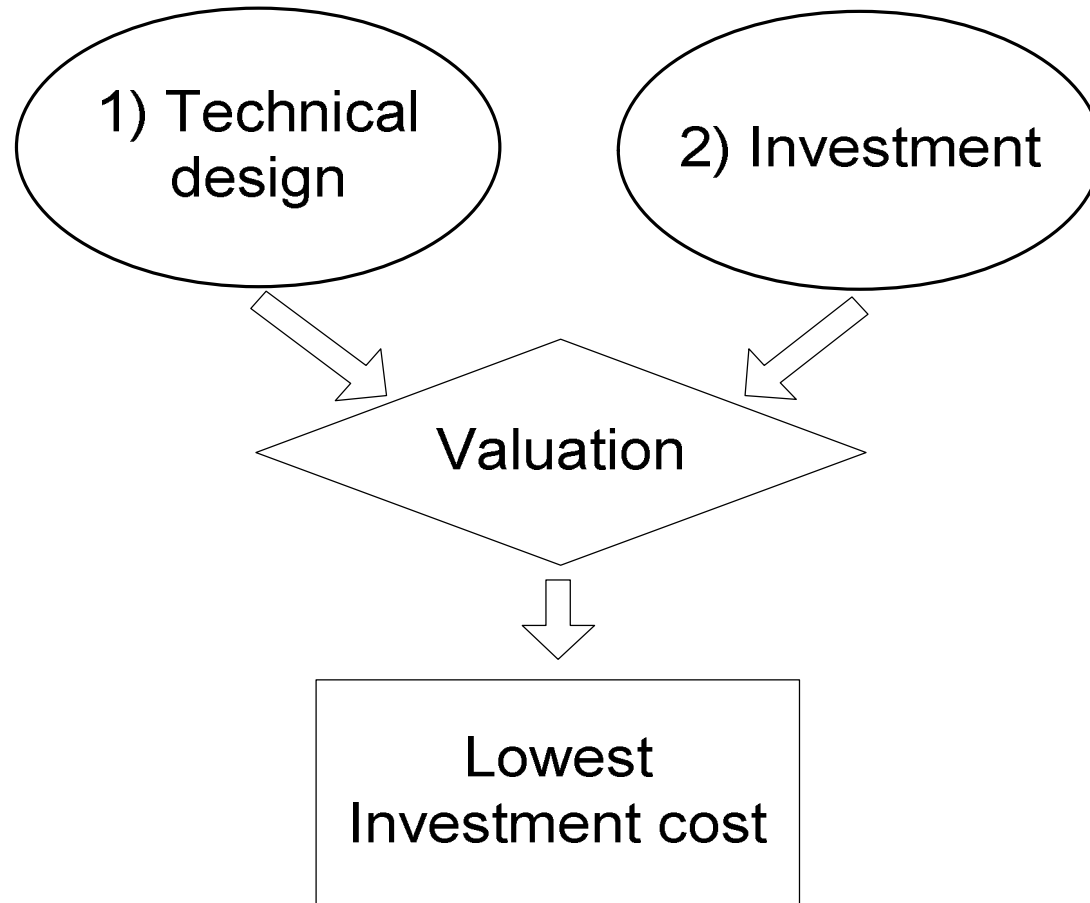 1) Technical
design
2) Investment
Valuation
Lowest
Investment cost